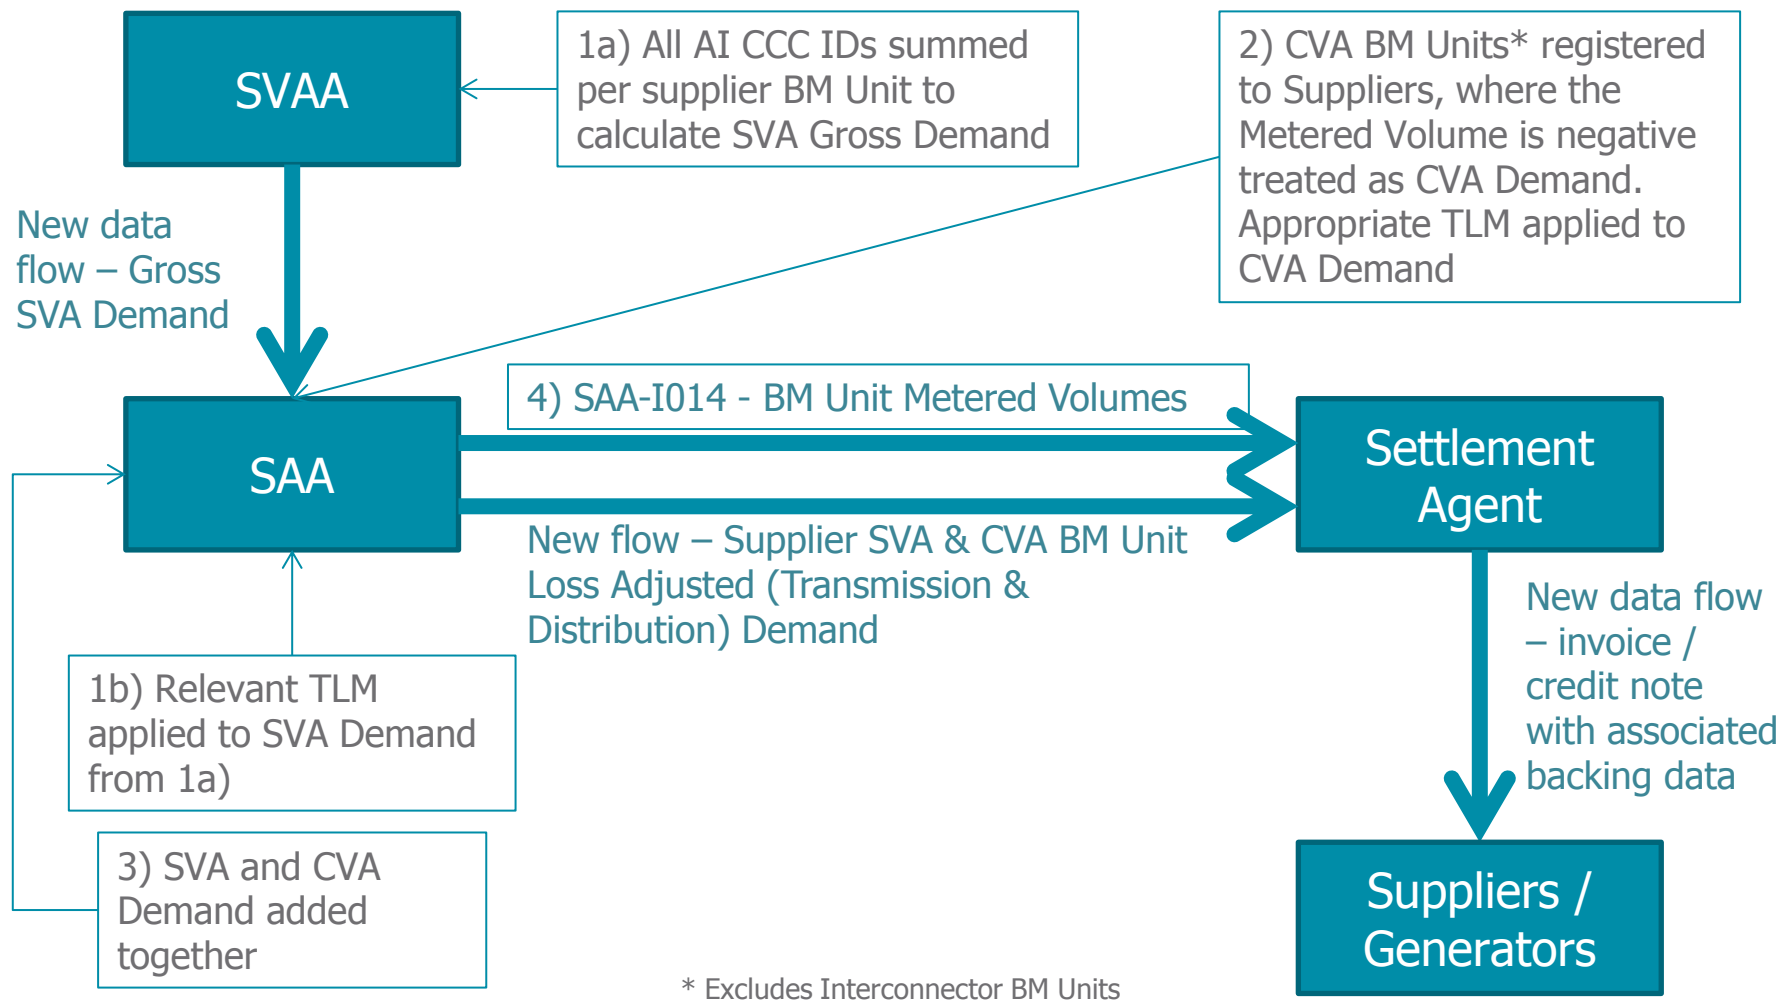 SVAA
1a) All AI CCC IDs summed
per supplier BM Unit to
calculate SVA Gross Demand
2) CVA BM Units* registered
to Suppliers, where the
Metered Volume is negative
treated as CVA Demand.
Appropriate TLM applied to
CVA Demand
New data
flow – Gross
SVA Demand
4) SAA-I014 - BM Unit Metered Volumes
SAA
Settlement
Agent
New flow – Supplier SVA & CVA BM Unit
Loss Adjusted (Transmission &
Distribution) Demand
New data flow
– invoice /
credit note
with associated
backing data
1b) Relevant TLM
applied to SVA Demand
from 1a)
3) SVA and CVA
Demand added
together
Suppliers /
Generators
* Excludes Interconnector BM Units